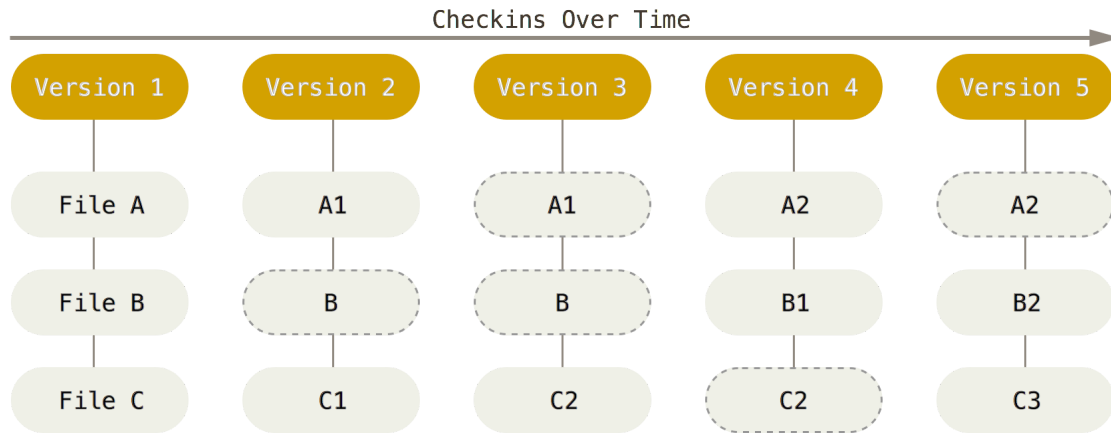 Checkins Over Time
Version 1 Version 2 Version 3 Version 4 Version 5
File A A1 A1 A2 A2
File B B B B1 B2
File C C1 C2 C2 C3